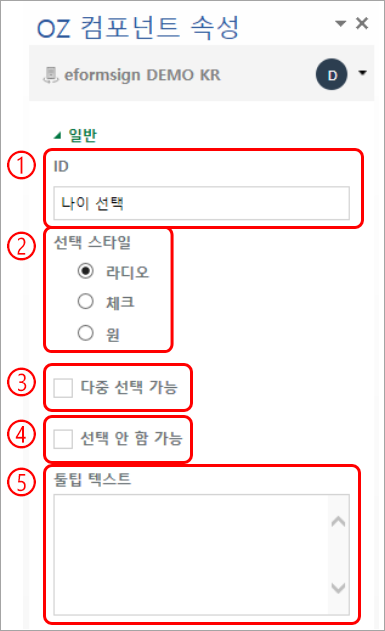 OZ 컴포넌트 속성
eformsign DEMO KR
D
일반
①
ID
나이 선택
②
선택 스타일
라디오
체크
원
③
다중 선택 가능
④
선택 안 함 가능
⑤
툴팁 텍스트